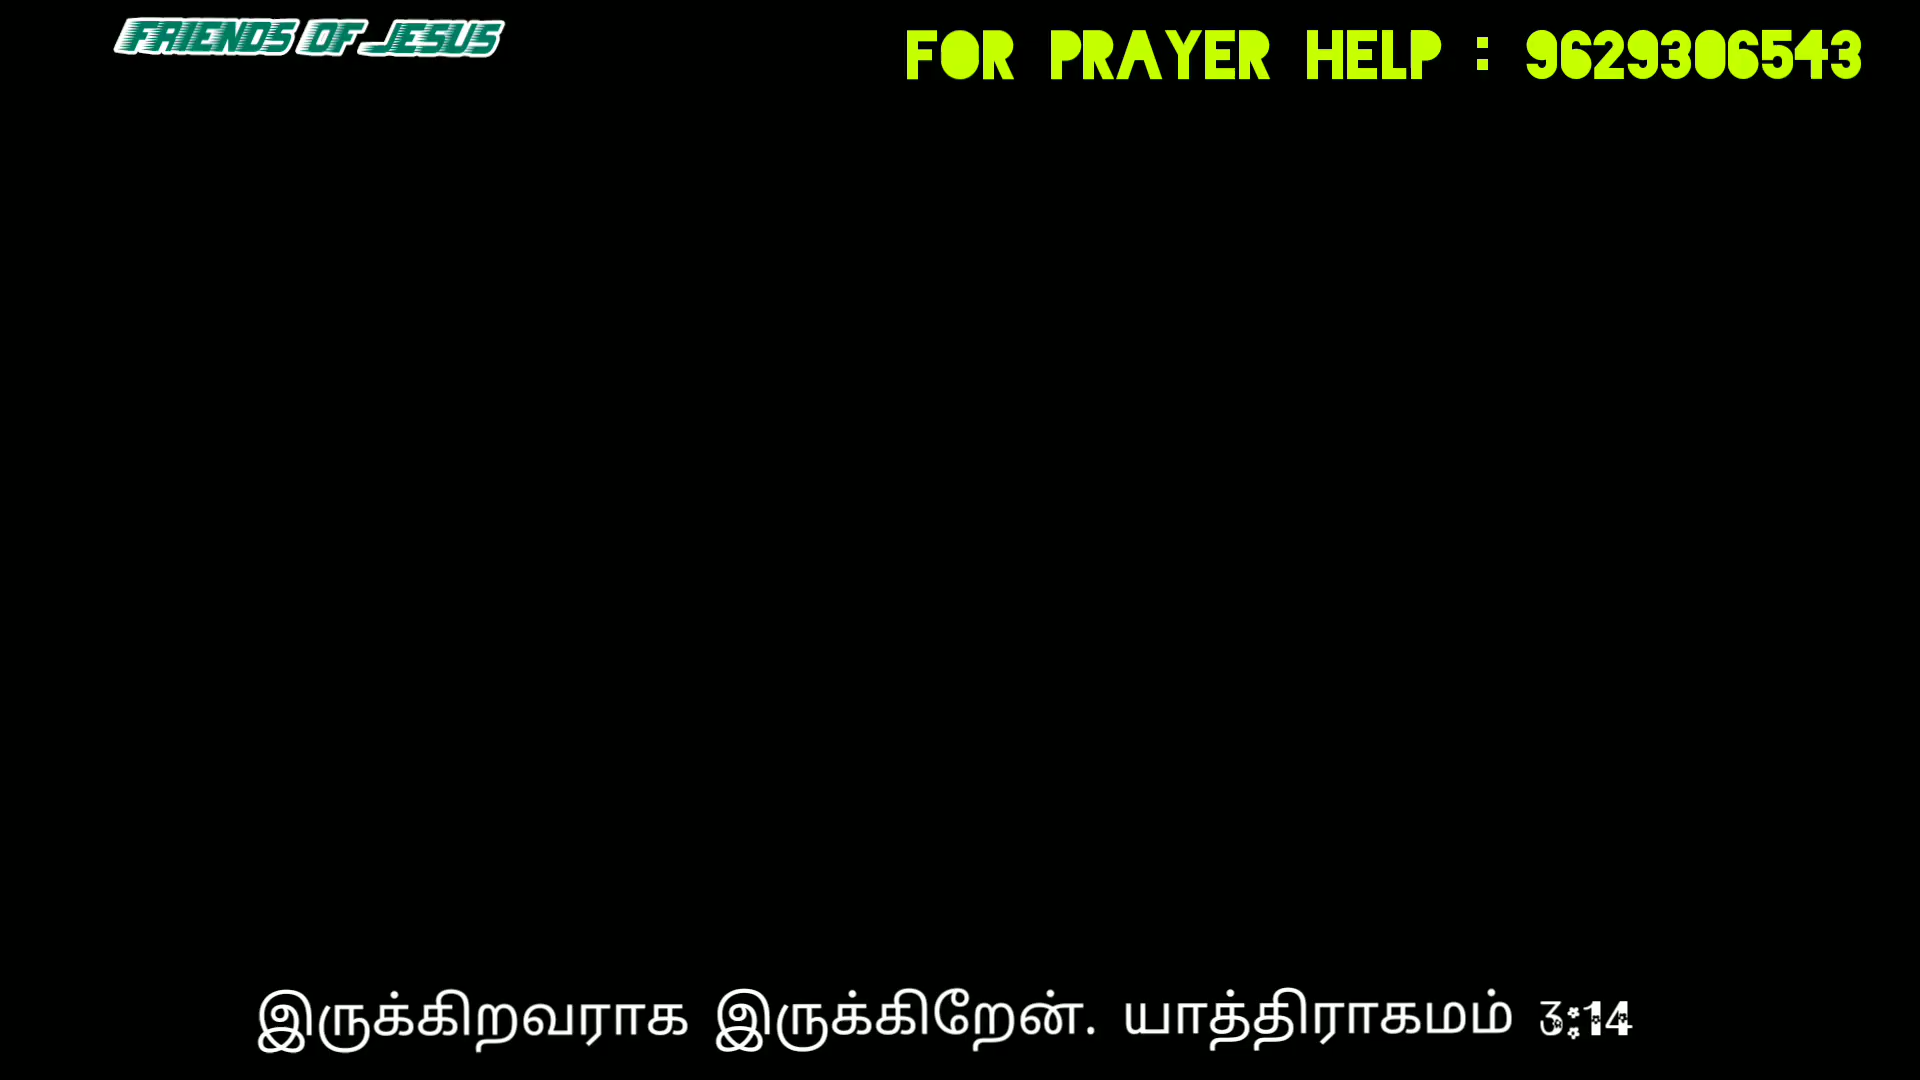 FRIENDS OF JESUS
FOR PRAYER HELP : 9629306543
இருக்கிறவராக இருக்கிறேன். யாத்திராகமம் 3:14